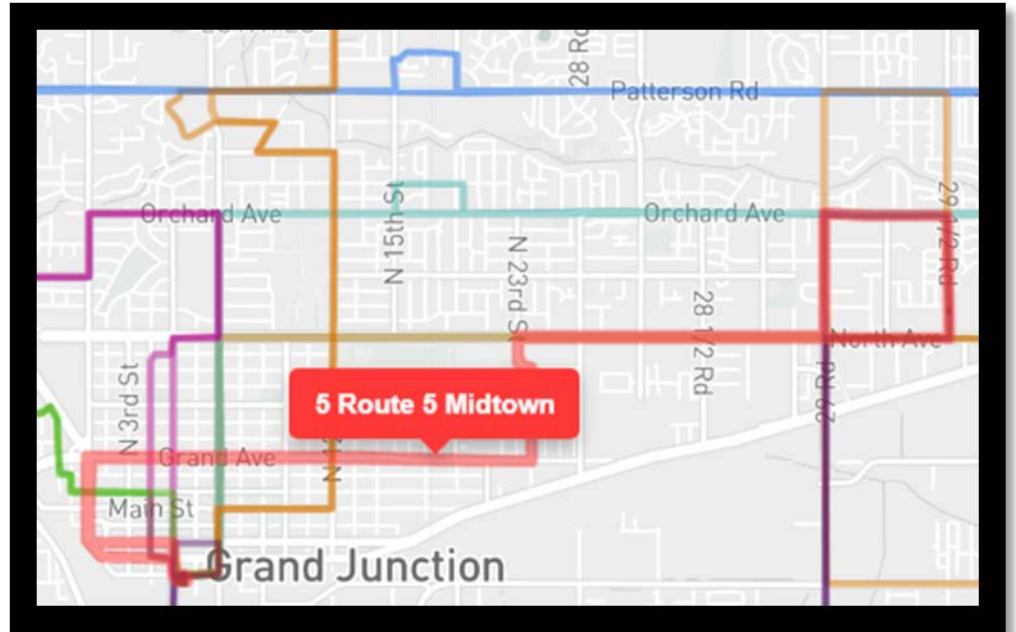 28 Rd
Patterson Rd
Orchard Ave
N 15th St
Orchard Ave
29 1/2 Rd
N 23rd St
28 1/2 Rd
North Ave
N 3rd St
29 Rd
5 Route 5 Midtown
Grand Ave
Main St
Grand Junction